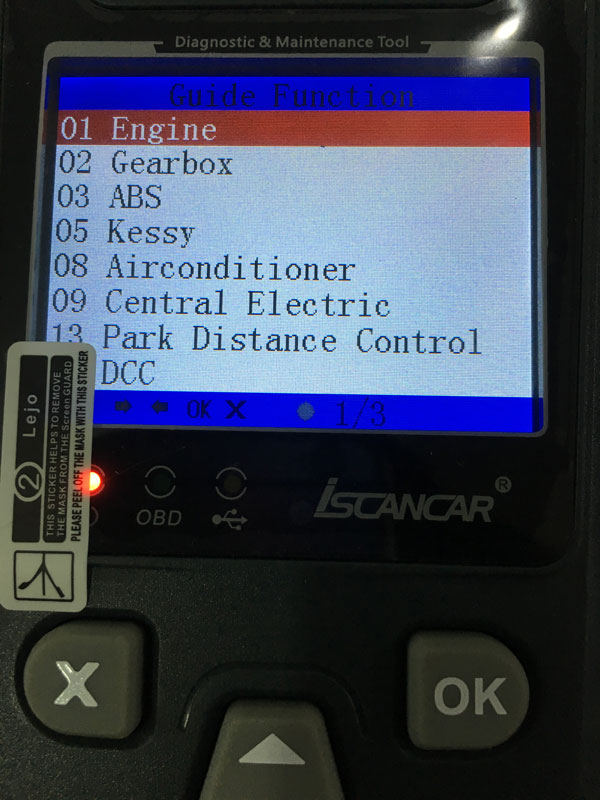 Diagnostic & Maintenance Tool
Guide Function
01 Engine
02 Gearbox
03 ABS
05 Kessy
08 Airconditioner
09 Central Electric
13 Park Distance Control
DCC
OK X 1/3
OBD
iSCANCAR®
② Lejo
THIS STICKER HELPS TO REMOVE
THE MASK FROM THE Screen GUARD
PLEASE PEEL OFF THE MASK WITH THIS STICKER
X
OK